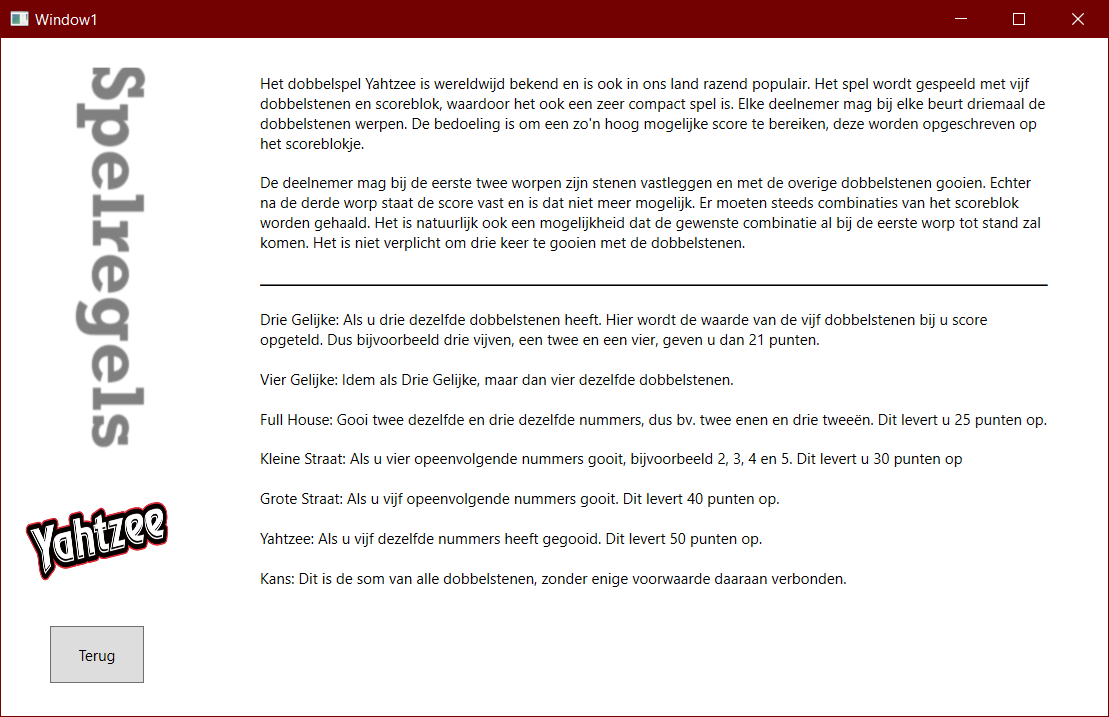 Window1
Spelregels
Het dobbelspel Yahtzee is wereldwijd bekend en is ook in ons land razend populair. Het spel wordt gespeeld met vijf
dobbelstenen en scoreblok, waardoor het ook een zeer compact spel is. Elke deelnemer mag bij elke beurt driemaal de
dobbelstenen werpen. De bedoeling is om een zo'n hoog mogelijke score te bereiken, deze worden opgeschreven op
het scoreblokje.
De deelnemer mag bij de eerste twee worpen zijn stenen vastleggen en met de overige dobbelstenen gooien. Echter
na de derde worp staat de score vast en is dat niet meer mogelijk. Er moeten steeds combinaties van het scoreblok
worden gehaald. Het is natuurlijk ook een mogelijkheid dat de gewenste combinatie al bij de eerste worp tot stand zal
komen. Het is niet verplicht om drie keer te gooien met de dobbelstenen.
Drie Gelijke: Als u drie dezelfde dobbelstenen heeft. Hier wordt de waarde van de vijf dobbelstenen bij u score
opgeteld. Dus bijvoorbeeld drie vijven, een twee en een vier, geven u dan 21 punten.
Vier Gelijke: Idem als Drie Gelijke, maar dan vier dezelfde dobbelstenen.
Full House: Gooi twee dezelfde en drie dezelfde nummers, dus bv. twee enen en drie tweeën. Dit levert u 25 punten op.
Kleine Straat: Als u vier opeenvolgende nummers gooit, bijvoorbeeld 2, 3, 4 en 5. Dit levert u 30 punten op
Grote Straat: Als u vijf opeenvolgende nummers gooit. Dit levert 40 punten op.
Yahtzee: Als u vijf dezelfde nummers heeft gegooid. Dit levert 50 punten op.
Kans: Dit is de som van alle dobbelstenen, zonder enige voorwaarde daaraan verbonden.
Yahtzee
Terug